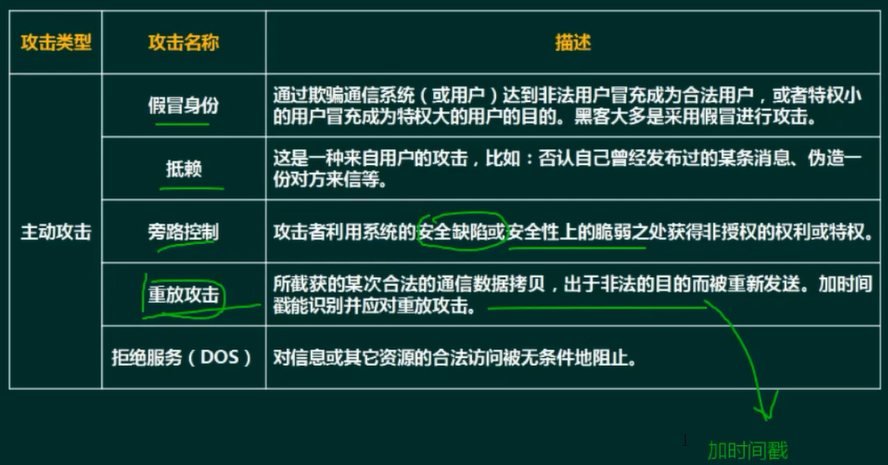 攻击类型 攻击名称 描述
假冒身份 通过欺骗通信系统（或用户）达到非法用户冒充成为合法用户，或者特权小
的用户冒充成为特权大的用户的目的。黑客大多是采用假冒进行攻击。
抵赖 这是一种来自用户的攻击，比如：否认自己曾经发布过的某条消息、伪造一
份对方来信等。
主动攻击 旁路控制 攻击者利用系统的安全缺陷或安全性上的脆弱之处获得非授权的权利或特权。
重放攻击 所截获的某次合法的通信数据拷贝，出于非法的目的而被重新发送。加时间
戳能识别并应对重放攻击。
拒绝服务（DOS） 对信息或其它资源的合法访问被无条件地阻止。
加时间戳